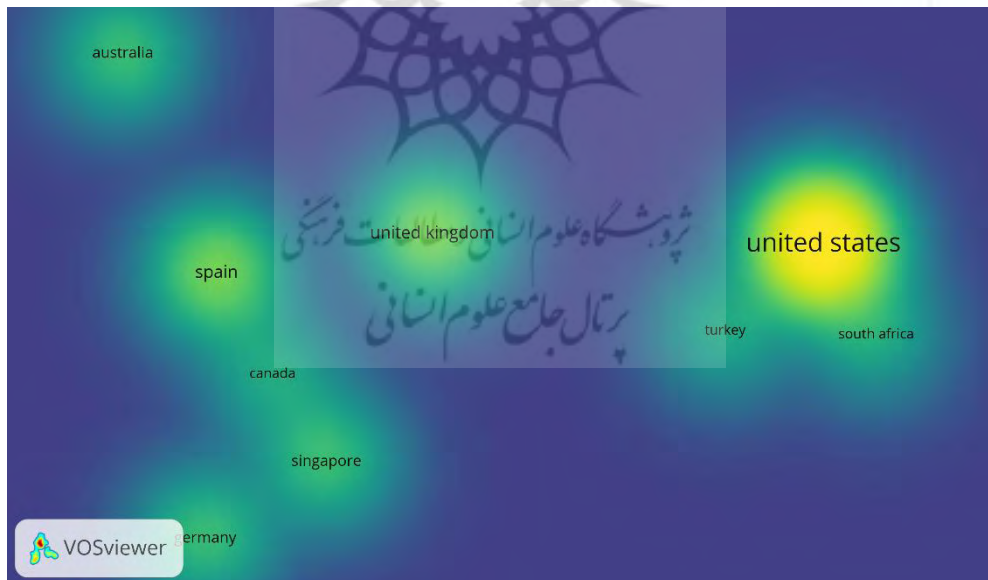 australia
united kingdom
united states
spain
پژوهشگاه علوم انسانی و مطالعات فرهنگی
turkey
south africa
پرتال جامع علوم انسانی
canada
singapore
germany
VOSviewer